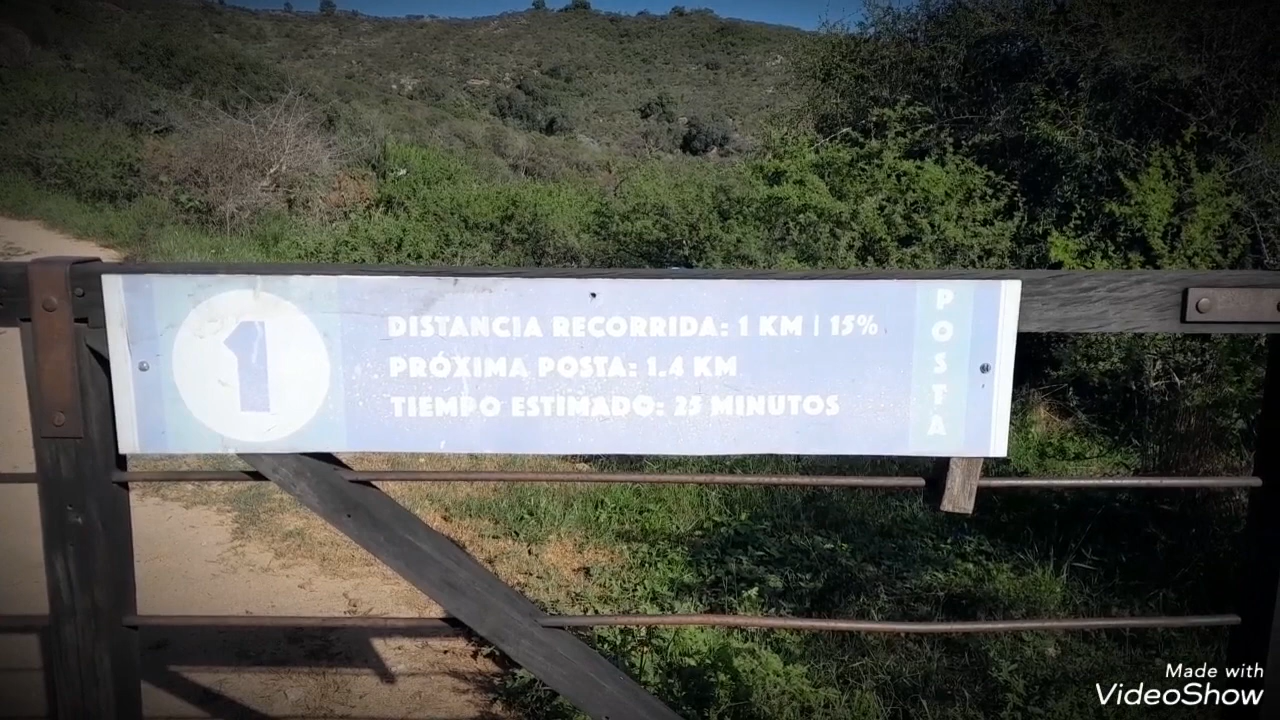 1
DISTANCIA RECORRIDA: 1 KM | 15%
PRÓXIMA POSTA: 1.4 KM
TIEMPO ESTIMADO: 25 MINUTOS
POSTA
Made with
VideoShow